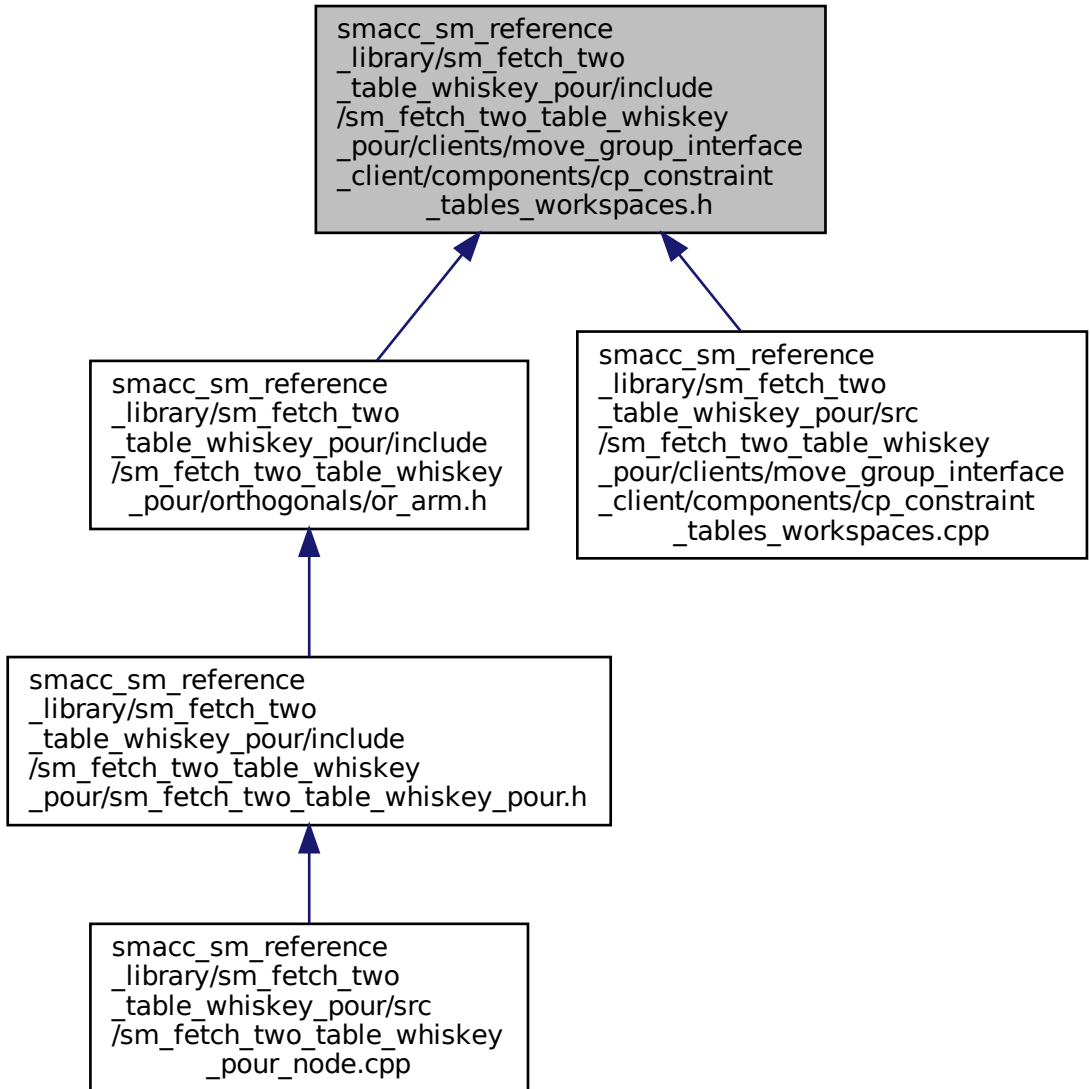 smacc_sm_reference
_library/sm_fetch_two
_table_whiskey_pour/include
/sm_fetch_two_table_whiskey
_pour/clients/move_group_interface
_client/components/cp_constraint
_tables_workspaces.h
smacc_sm_reference
_library/sm_fetch_two
_table_whiskey_pour/include
/sm_fetch_two_table_whiskey
_pour/orthogonals/or_arm.h
smacc_sm_reference
_library/sm_fetch_two
_table_whiskey_pour/src
/sm_fetch_two_table_whiskey
_pour/clients/move_group_interface
_client/components/cp_constraint
_tables_workspaces.cpp
smacc_sm_reference
_library/sm_fetch_two
_table_whiskey_pour/include
/sm_fetch_two_table_whiskey
_pour/sm_fetch_two_table_whiskey_pour.h
smacc_sm_reference
_library/sm_fetch_two
_table_whiskey_pour/src
/sm_fetch_two_table_whiskey
_pour_node.cpp